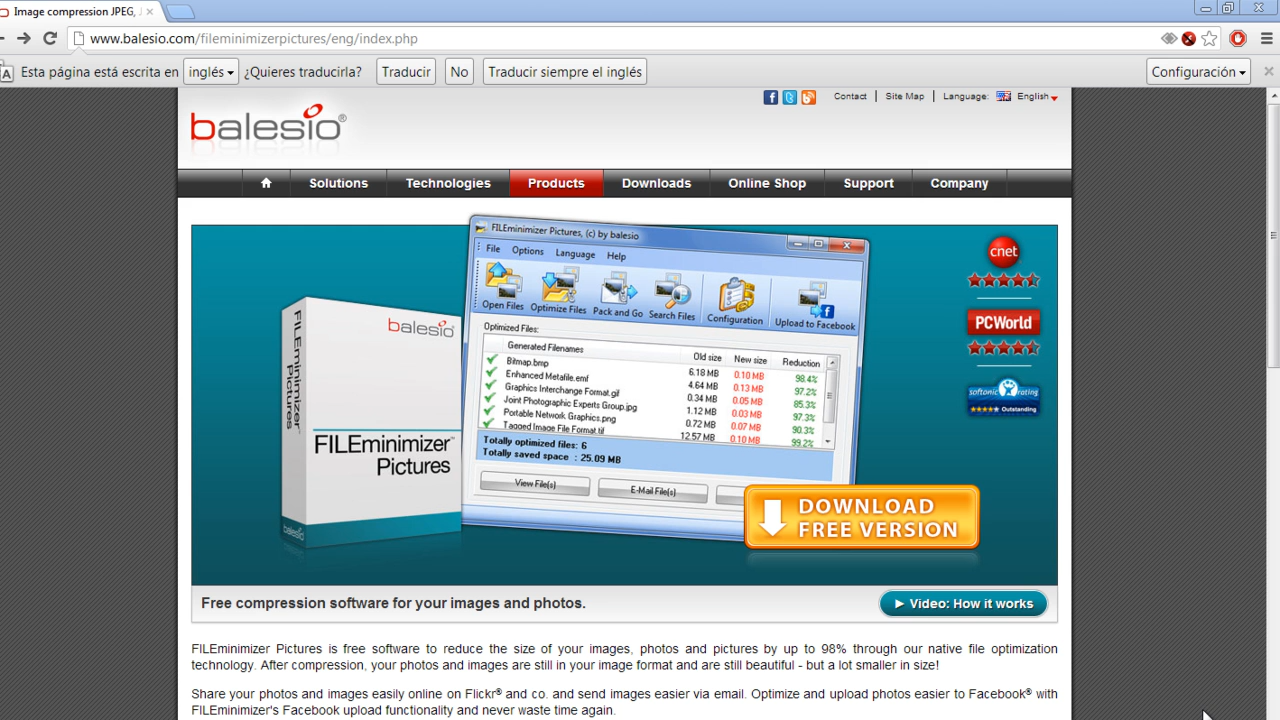 Image compression JPEG, J
www.balesio.com/fileminimizerpictures/eng/index.php
Esta página está escrita en inglés ¿Quieres traducirla? Traducir No Traducir siempre el inglés Configuración
Contact | Site Map | Language: English
balesio®
Solutions Technologies Products Downloads Online Shop Support Company
FILEminimizer Pictures, (c) by balesio
File Options Language Help
Open Files Optimize Files Pack and Go Search Files Configuration Upload to Facebook
Optimized Files:
Generated Filenames Old size New size Reduction
Bitmap.bmp 6.18 MB 0.10 MB 98.4%
Enhanced Metafile.emf 4.64 MB 0.13 MB 97.2%
Graphics Interchange Format.gif 0.34 MB 0.05 MB 85.3%
Joint Photographic Experts Group.jpg 1.12 MB 0.03 MB 97.3%
Portable Network Graphics.png 0.72 MB 0.07 MB 90.3%
Tagged Image File Format.tif 12.57 MB 0.10 MB 99.2%
Totally optimized files: 6
Totally saved space : 25.09 MB
View File(s) E-Mail File(s)
balesio
FILEminimizer Pictures
FILEminimizer™
Pictures
balesio
cnet
PCWorld
softonic rating
Outstanding
DOWNLOAD
FREE VERSION
Free compression software for your images and photos.
Video: How it works
FILEminimizer Pictures is free software to reduce the size of your images, photos and pictures by up to 98% through our native file optimization
technology. After compression, your photos and images are still in your image format and are still beautiful - but a lot smaller in size!
Share your photos and images easily online on Flickr® and co. and send images easier via email. Optimize and upload photos easier to Facebook® with
FILEminimizer's Facebook upload functionality and never waste time again.